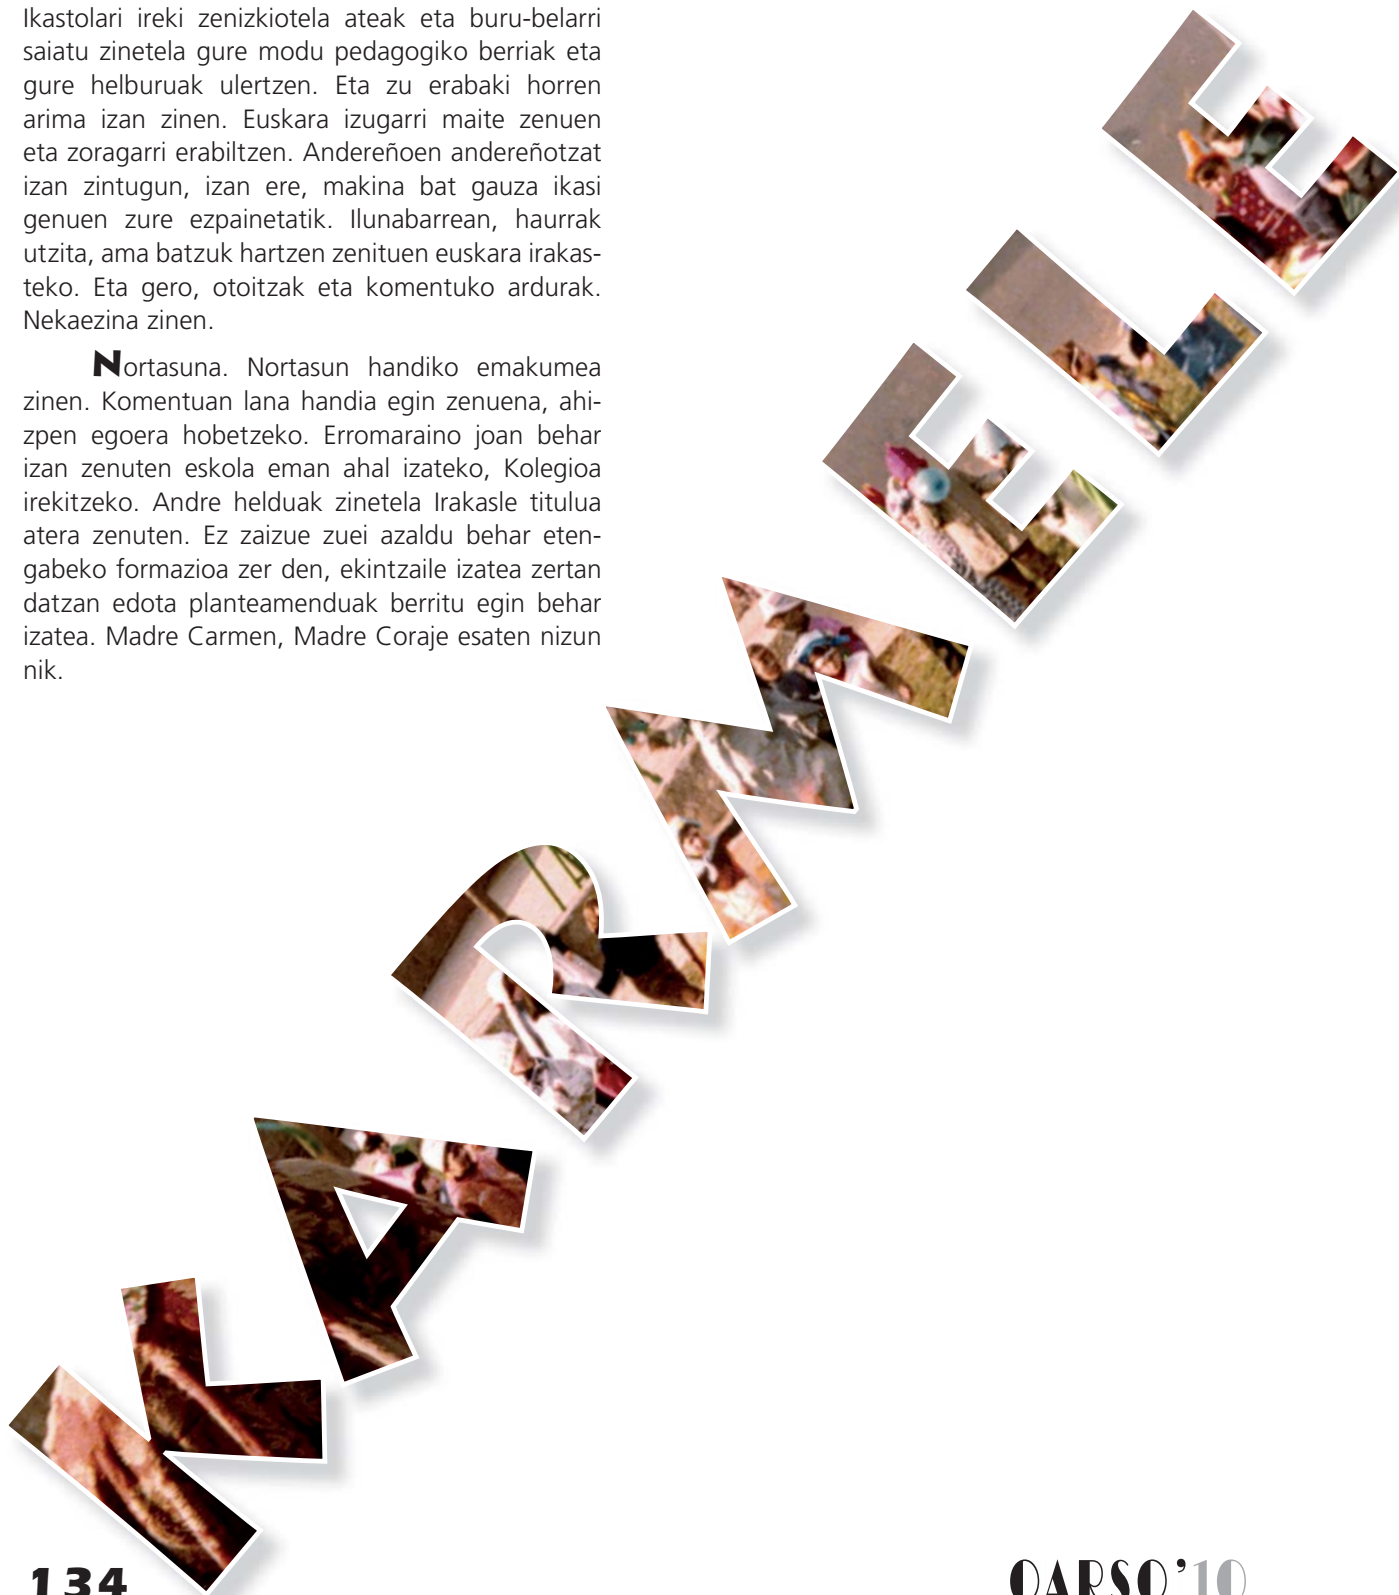 Ikastolari ireki zenizkiotela ateak eta buru-belarri
saiatu zinetela gure modu pedagogiko berriak eta
gure helburuak ulertzen. Eta zu erabaki horren
arima izan zinen. Euskara izugarri maite zenuen
eta zoragarri erabiltzen. Andereñoen andereñotzat
izan zintugun, izan ere, makina bat gauza ikasi
genuen zure ezpainetatik. Ilunabarrean, haurrak
utzita, ama batzuk hartzen zenituen euskara irakas-
teko. Eta gero, otoitzak eta komentuko ardurak.
Nekaezina zinen.
Nortasuna. Nortasun handiko emakumea
zinen. Komentuan lana handia egin zenuena, ahi-
zpen egoera hobetzeko. Erromaraino joan behar
izan zenuten eskola eman ahal izateko, Kolegioa
irekitzeko. Andre helduak zinetela Irakasle titulua
atera zenuten. Ez zaizue zuei azaldu behar eten-
gabeko formazioa zer den, ekintzaile izatea zertan
datzan edota planteamenduak berritu egin behar
izatea. Madre Carmen, Madre Coraje esaten nizun
nik.
KARMELE
134
OARSO'10